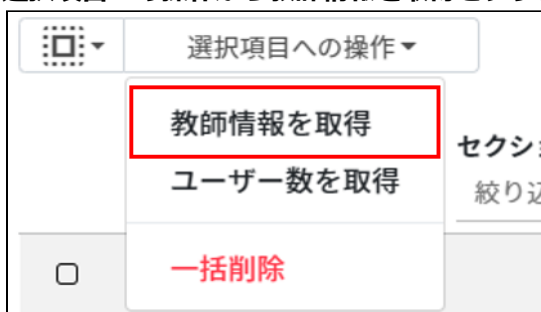 選択項目への操作
教師情報を取得
セクシ
ユーザー数を取得
絞り込
一括削除